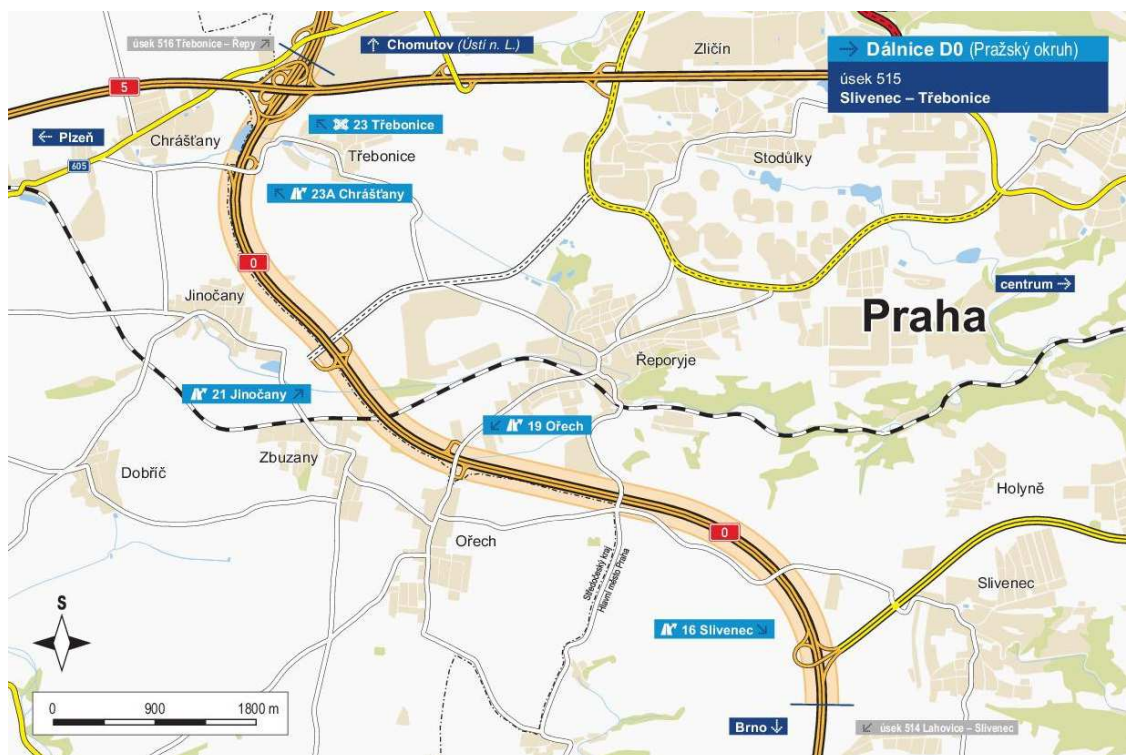 úsek 516 Třebonice – Řepy ↗
↑ Chomutov (Ústí n. L.)
Zličín
→ Dálnice D0 (Pražský okruh)
úsek 515
Slivenec – Třebonice
5
← Plzeň
Chrášťany
↖ 23 Třebonice
Třebonice
Stodůlky
605
↖ 23A Chrášťany
0
Jinočany
centrum →
Praha
Řeporyje
21 Jinočany ↗
↙ 19 Ořech
Zbuzany
Dobříč
Holyně
0
Ořech
Středočeský kraj
Hlavní město Praha
Slivenec
S
16 Slivenec ↘
0 900 1800 m
Brno ↓
↙ úsek 514 Lahovice – Slivenec